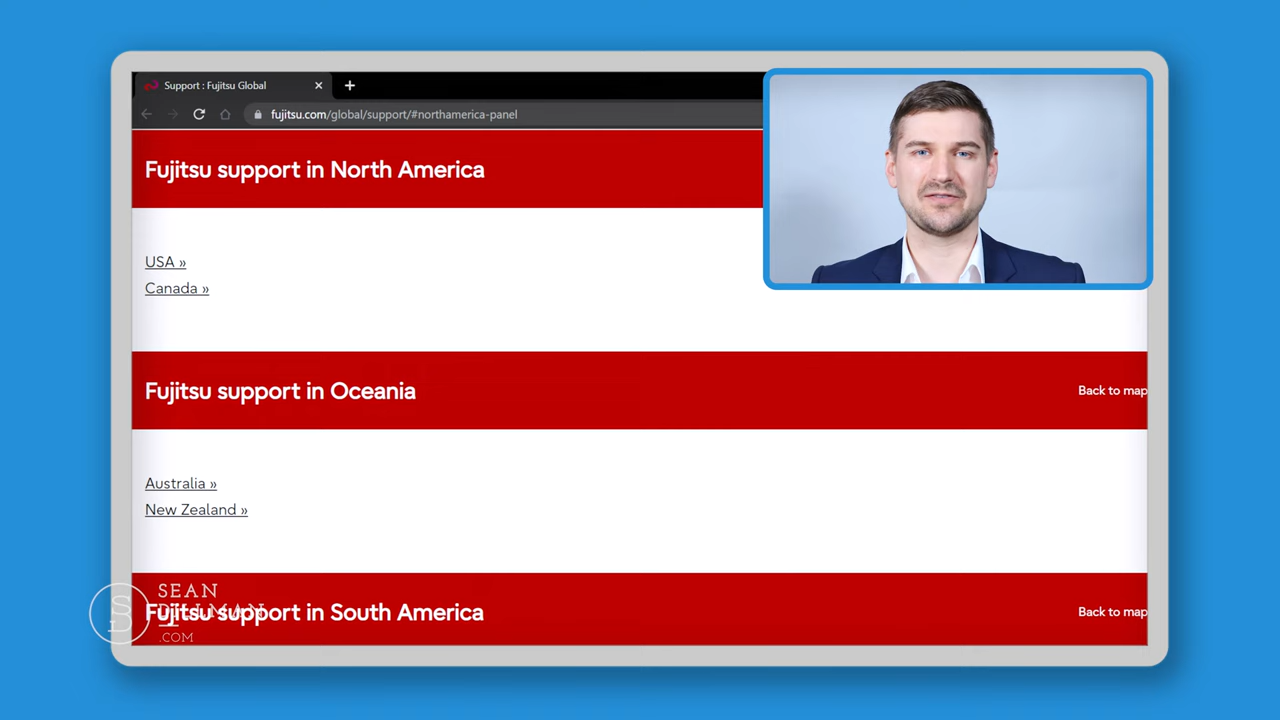 Support : Fujitsu Global
fujitsu.com/global/support/#northamerica-panel
Fujitsu support in North America
USA »
Canada »
Fujitsu support in Oceania
Back to map
Australia »
New Zealand »
Fujitsu support in South America
Back to map
SEAN
.COM